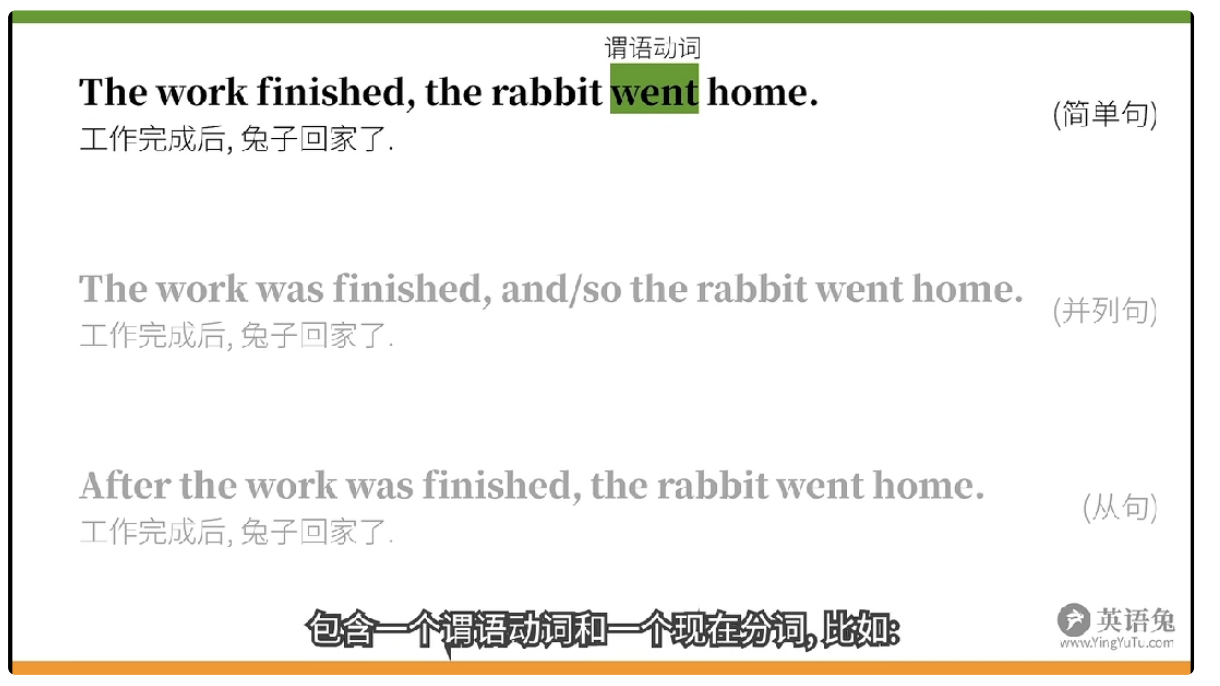 谓语动词
The work finished, the rabbit went home.
(简单句)
工作完成后, 兔子回家了.
The work was finished, and/so the rabbit went home.
(并列句)
工作完成后, 兔子回家了.
After the work was finished, the rabbit went home.
(从句)
工作完成后, 兔子回家了.
包含一个谓语动词和一个现在分词, 比如:
英语兔
www.YingYuTu.com